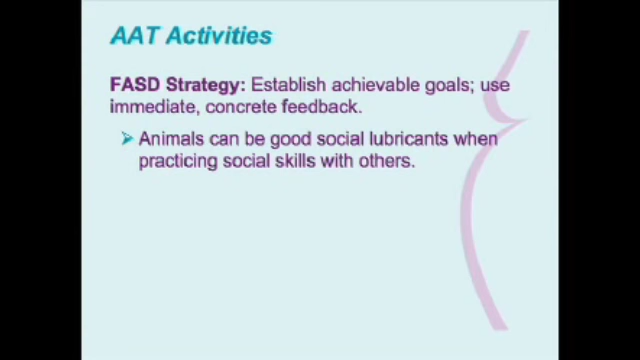 AAT Activities
FASD Strategy: Establish achievable goals; use
immediate, concrete feedback.
Animals can be good social lubricants when
practicing social skills with others.